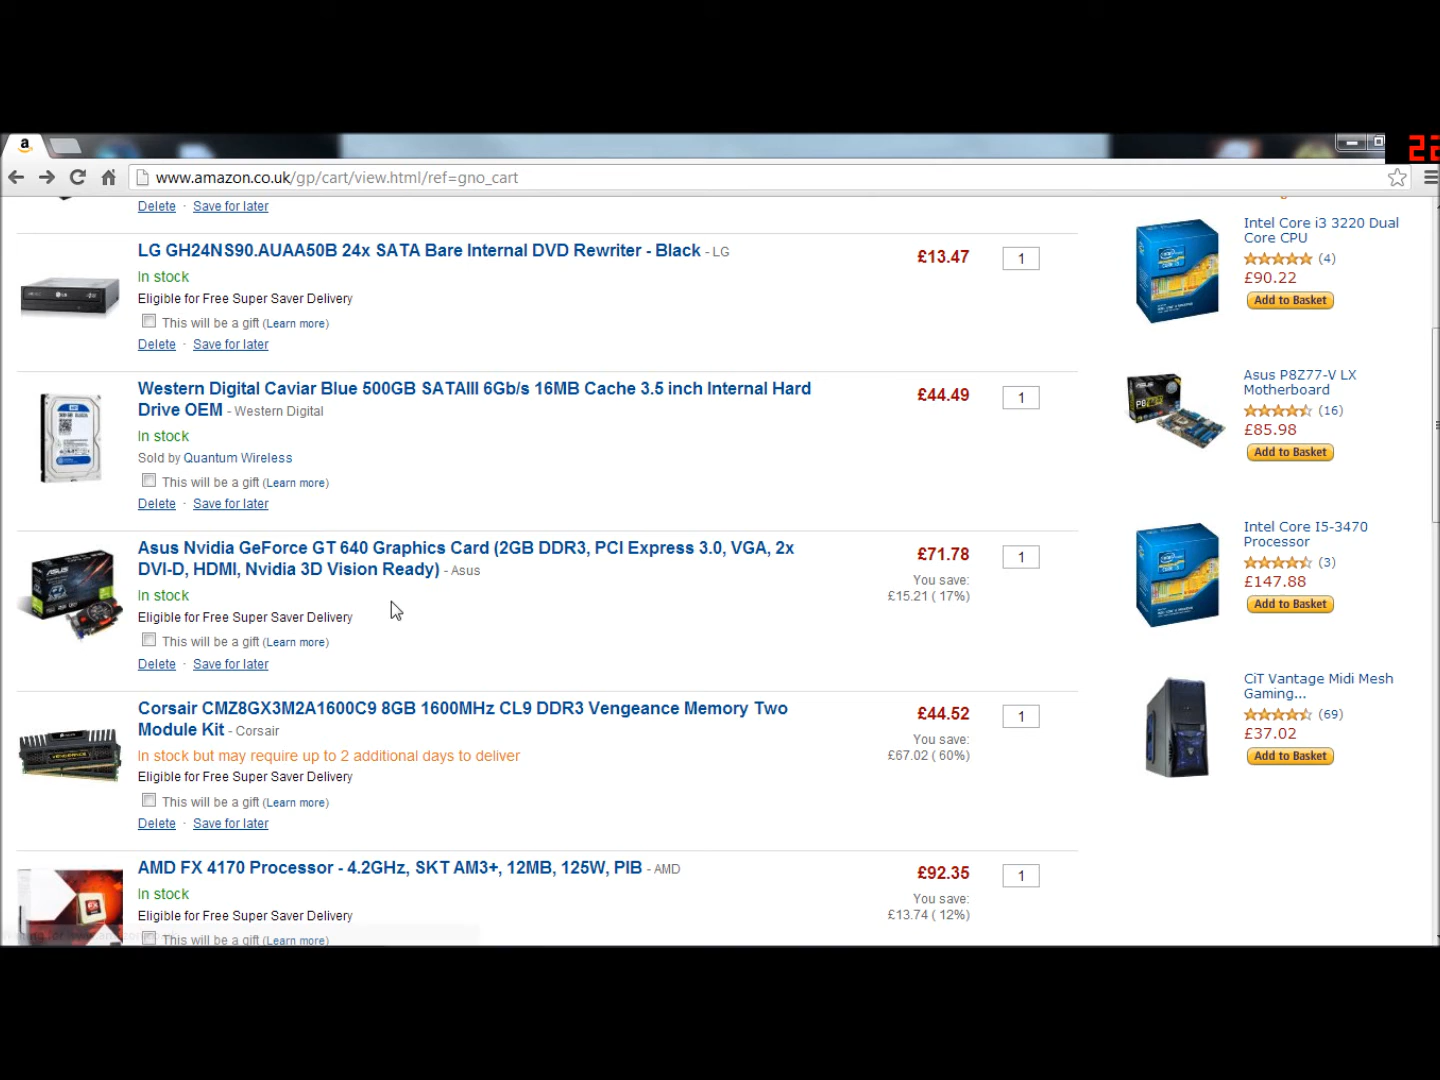 www.amazon.co.uk/gp/cart/view.html/ref=gno_cart
Delete · Save for later
LG GH24NS90.AUAA50B 24x SATA Bare Internal DVD Rewriter - Black - LG
£13.47
1
In stock
Eligible for Free Super Saver Delivery
This will be a gift (Learn more)
Delete · Save for later
Western Digital Caviar Blue 500GB SATAIII 6Gb/s 16MB Cache 3.5 inch Internal Hard
Drive OEM - Western Digital
£44.49
1
In stock
Sold by Quantum Wireless
This will be a gift (Learn more)
Delete · Save for later
Asus Nvidia GeForce GT 640 Graphics Card (2GB DDR3, PCI Express 3.0, VGA, 2x
DVI-D, HDMI, Nvidia 3D Vision Ready) - Asus
£71.78
1
You save:
£15.21 ( 17%)
In stock
Eligible for Free Super Saver Delivery
This will be a gift (Learn more)
Delete · Save for later
Corsair CMZ8GX3M2A1600C9 8GB 1600MHz CL9 DDR3 Vengeance Memory Two
Module Kit - Corsair
£44.52
1
You save:
£67.02 ( 60%)
In stock but may require up to 2 additional days to deliver
Eligible for Free Super Saver Delivery
This will be a gift (Learn more)
Delete · Save for later
AMD FX 4170 Processor - 4.2GHz, SKT AM3+, 12MB, 125W, PIB - AMD
£92.35
1
You save:
£13.74 ( 12%)
In stock
Eligible for Free Super Saver Delivery
This will be a gift (Learn more)
22
Intel Core i3 3220 Dual
Core CPU
(4)
£90.22
Add to Basket
Asus P8Z77-V LX
Motherboard
(16)
£85.98
Add to Basket
Intel Core I5-3470
Processor
(3)
£147.88
Add to Basket
CiT Vantage Midi Mesh
Gaming...
(69)
£37.02
Add to Basket